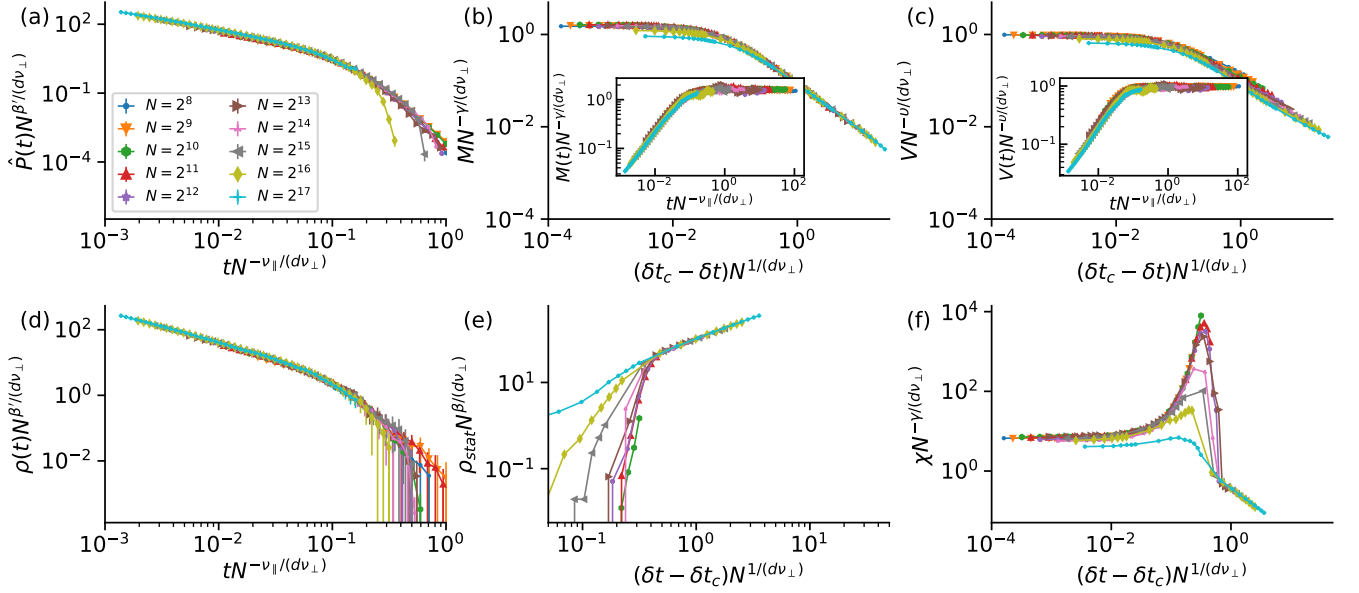 (a)
10^2
10^-1
10^-4
P̂(t)N^{β′/(dν⊥)}
N = 2^8
N = 2^9
N = 2^10
N = 2^11
N = 2^12
N = 2^13
N = 2^14
N = 2^15
N = 2^16
N = 2^17
10^-3 10^-2 10^-1 10^0
tN^{-ν∥/(dν⊥)}
(b)
10^0
10^-2
10^-4
MN^{-γ/(dν⊥)}
M(t)N^{-γ/(dν⊥)}
10^0
10^-1
10^-2 10^0 10^2
tN^{-ν∥/(dν⊥)}
10^-4 10^-2 10^0
(δt_c − δt)N^{1/(dν⊥)}
(c)
10^0
10^-2
10^-4
VN^{-υ/(dν⊥)}
V(t)N^{-υ/(dν⊥)}
10^0
10^-1
10^-2 10^0 10^2
tN^{-ν∥/(dν⊥)}
10^-4 10^-2 10^0
(δt_c − δt)N^{1/(dν⊥)}
(d)
10^2
10^0
10^-2
ρ(t)N^{β′/(dν⊥)}
10^-3 10^-2 10^-1 10^0
tN^{-ν∥/(dν⊥)}
(e)
10^1
10^-1
ρ_{stat}N^{β/(dν⊥)}
10^-1 10^0 10^1
(δt − δt_c)N^{1/(dν⊥)}
(f)
10^4
10^2
10^0
χN^{-γ/(dν⊥)}
10^-4 10^-2 10^0
(δt − δt_c)N^{1/(dν⊥)}